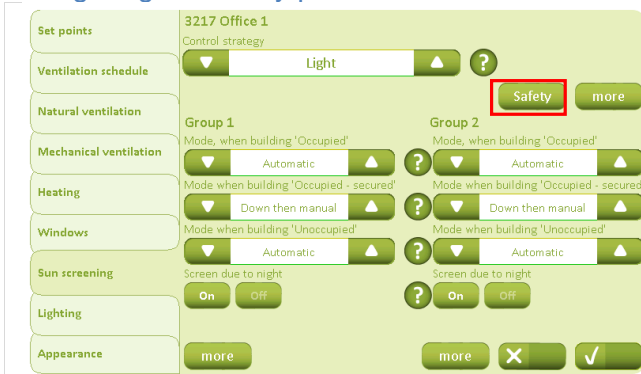 Set points
Ventilation schedule
Natural ventilation
Mechanical ventilation
Heating
Windows
Sun screening
Lighting
Appearance
3217 Office 1
Control strategy
Light
?
Safety more
Group 1
Mode, when building 'Occupied'
Automatic
?
Mode when building 'Occupied - secured'
Down then manual
?
Mode when building 'Unoccupied'
Automatic
?
Screen due to night
On Off
?
more
Group 2
Mode, when building 'Occupied'
Automatic
Mode when building 'Occupied - secured'
Down then manual
Mode when building 'Unoccupied'
Automatic
Screen due to night
On Off
more